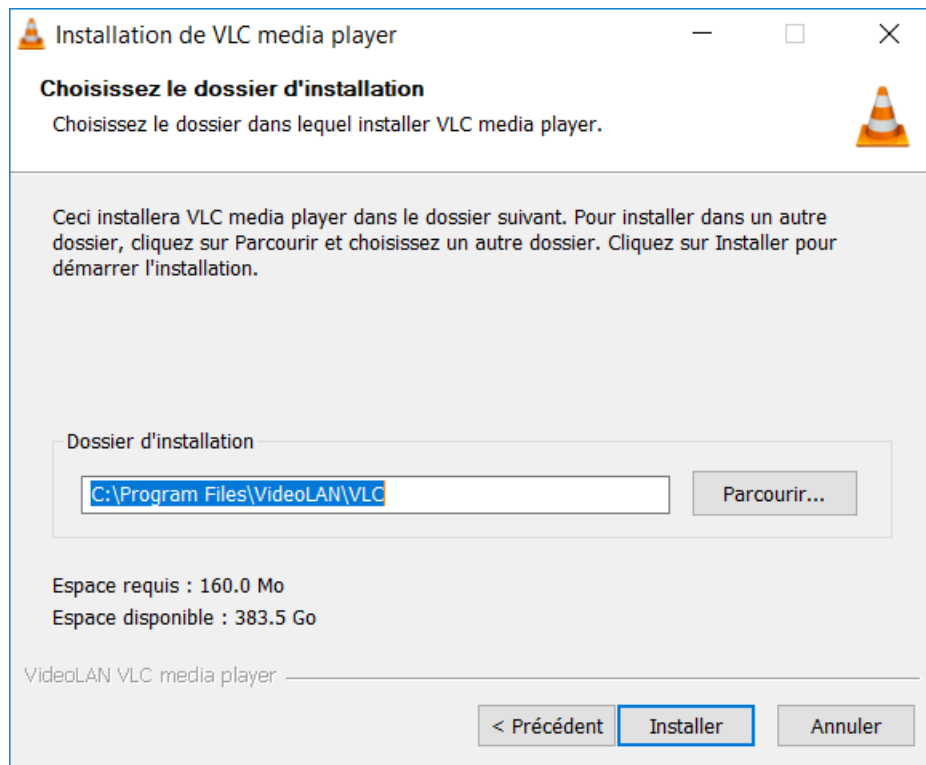 Installation de VLC media player
Choisissez le dossier d'installation
Choisissez le dossier dans lequel installer VLC media player.
Ceci installera VLC media player dans le dossier suivant. Pour installer dans un autre
dossier, cliquez sur Parcourir et choisissez un autre dossier. Cliquez sur Installer pour
démarrer l'installation.
Dossier d'installation
C:\Program Files\VideoLAN\VLC
Parcourir...
Espace requis : 160.0 Mo
Espace disponible : 383.5 Go
VideoLAN VLC media player
< Précédent
Installer
Annuler